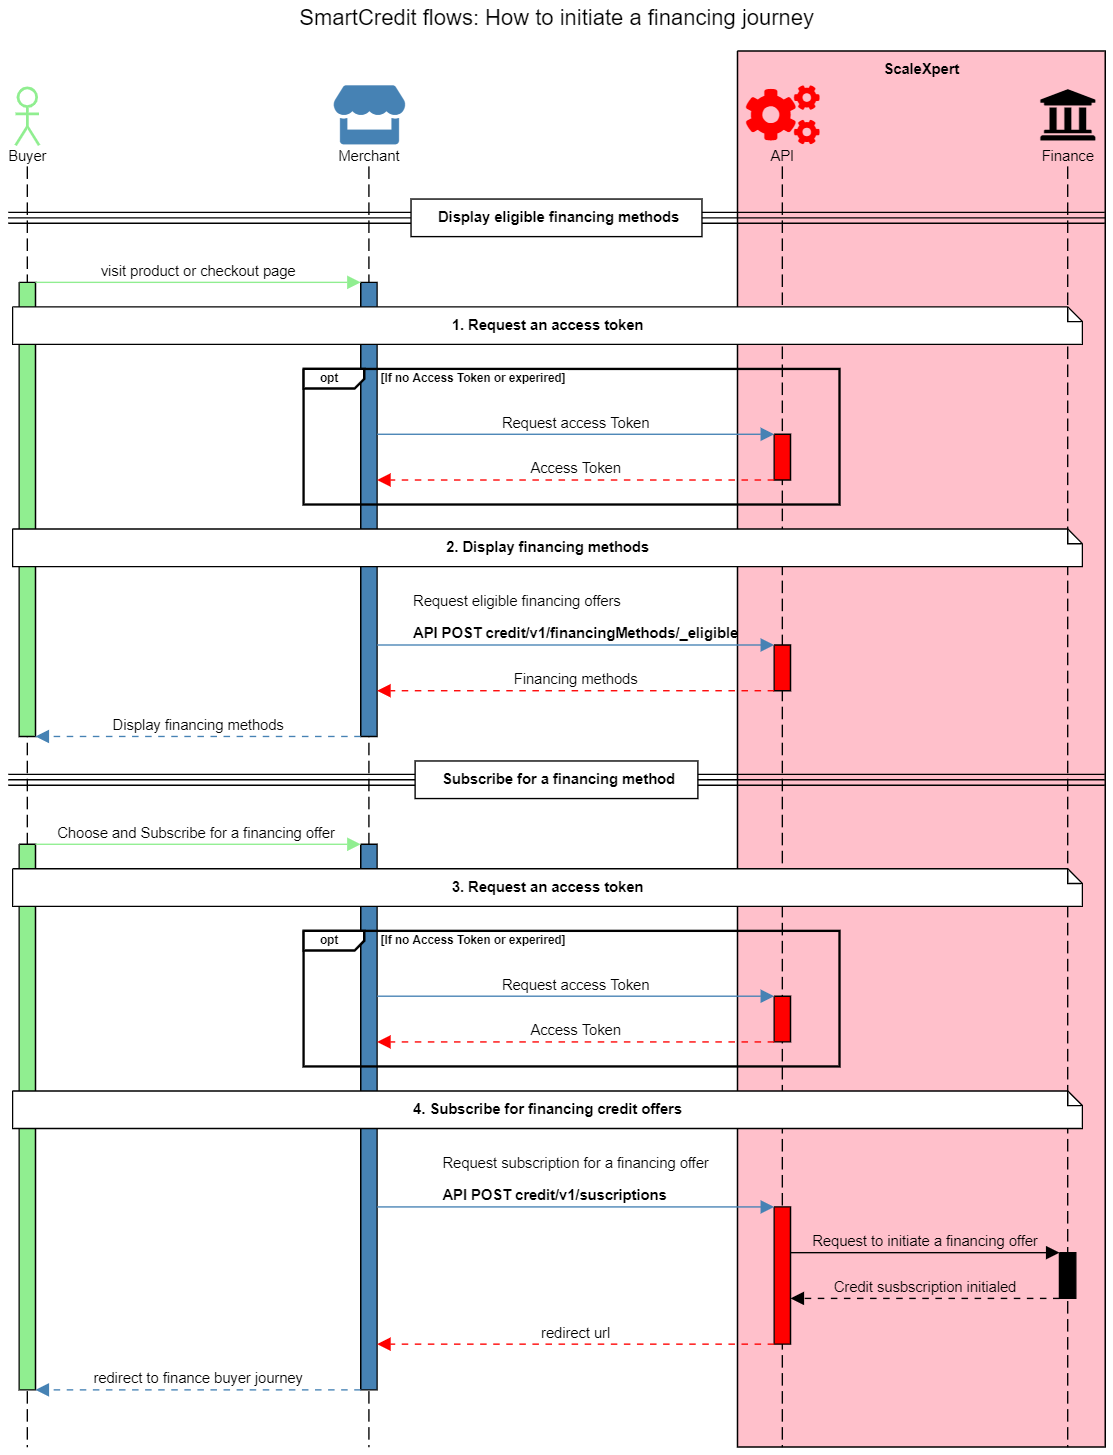 SmartCredit flows: How to initiate a financing journey
ScaleXpert
Buyer
Merchant
API
Finance
Display eligible financing methods
visit product or checkout page
1. Request an access token
opt
[If no Access Token or experired]
Request access Token
Access Token
2. Display financing methods
Request eligible financing offers
API POST credit/v1/financingMethods/_eligible
Financing methods
Display financing methods
Subscribe for a financing method
Choose and Subscribe for a financing offer
3. Request an access token
opt
[If no Access Token or experired]
Request access Token
Access Token
4. Subscribe for financing credit offers
Request subscription for a financing offer
API POST credit/v1/suscriptions
Request to initiate a financing offer
Credit susbscription initialed
redirect url
redirect to finance buyer journey